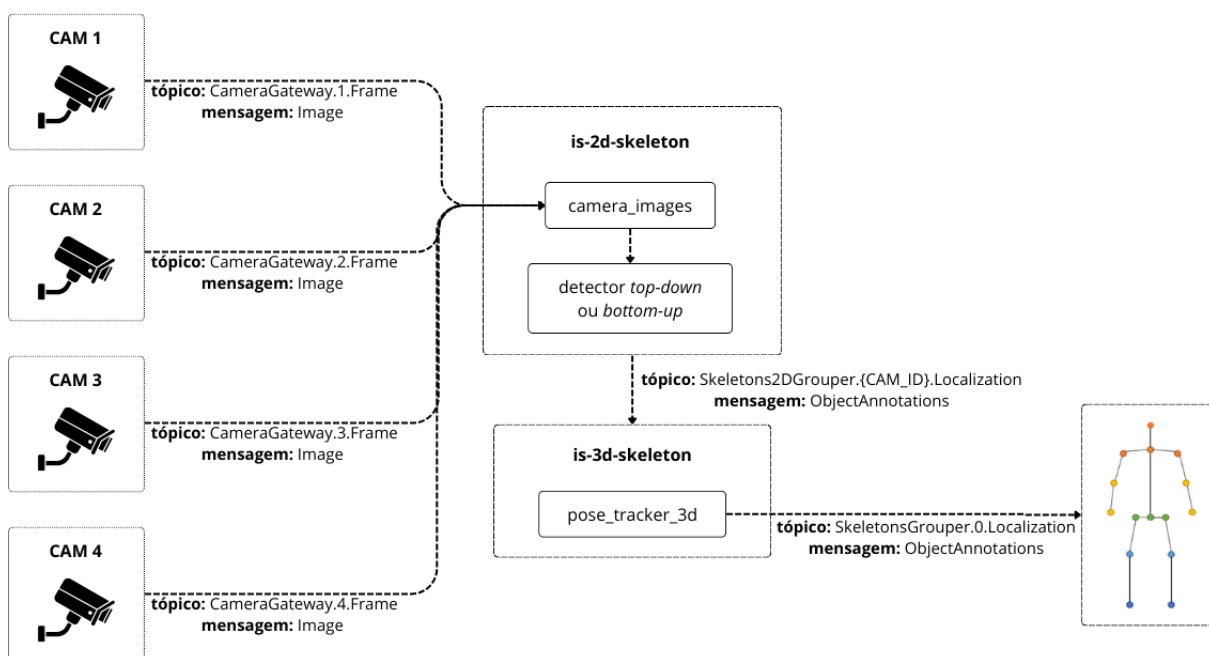 CAM 1
tópico: CameraGateway.1.Frame
mensagem: Image
CAM 2
tópico: CameraGateway.2.Frame
mensagem: Image
CAM 3
tópico: CameraGateway.3.Frame
mensagem: Image
CAM 4
tópico: CameraGateway.4.Frame
mensagem: Image
is-2d-skeleton
camera_images
detector top-down
ou bottom-up
tópico: Skeletons2DGrouper.{CAM_ID}.Localization
mensagem: ObjectAnnotations
is-3d-skeleton
pose_tracker_3d
tópico: SkeletonsGrouper.0.Localization
mensagem: ObjectAnnotations